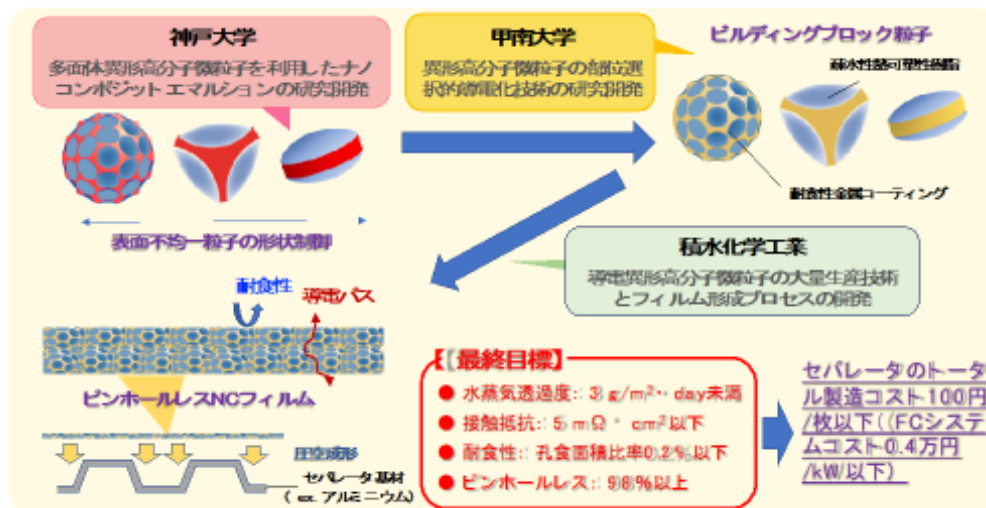 神戸大学
多面体異形高分子微粒子を利用したナノ
コンポジットエマルションの研究開発
甲南大学
異形高分子微粒子の部位選
択的導電化技術の研究開発
ビルディングブロック粒子
疎水性熱可塑性樹脂
耐食性金属コーティング
表面不均一粒子の形状制御
積水化学工業
導電異形高分子微粒子の大量生産技術
とフィルム形成プロセスの開発
耐食性
導電パス
ピンホールレスNCフィルム
圧空成形
セパレータ基材
(ex. アルミニウム)
【最終目標】
● 水蒸気透過度: 3 g/m²・day未満
● 接触抵抗: 5 mΩ・cm²以下
● 耐食性: 孔食面積比率0.2%以下
● ピンホールレス: 98%以上
セパレータのトータ
ル製造コスト100円
/枚以下(FCシステ
ムコスト0.4万円
/kW以下)